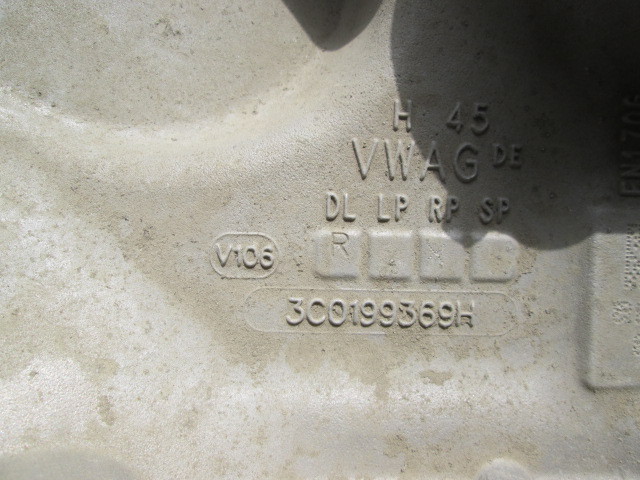 H 45
VWAG DE
DL LP RP SP
V106 R
3C0199369H